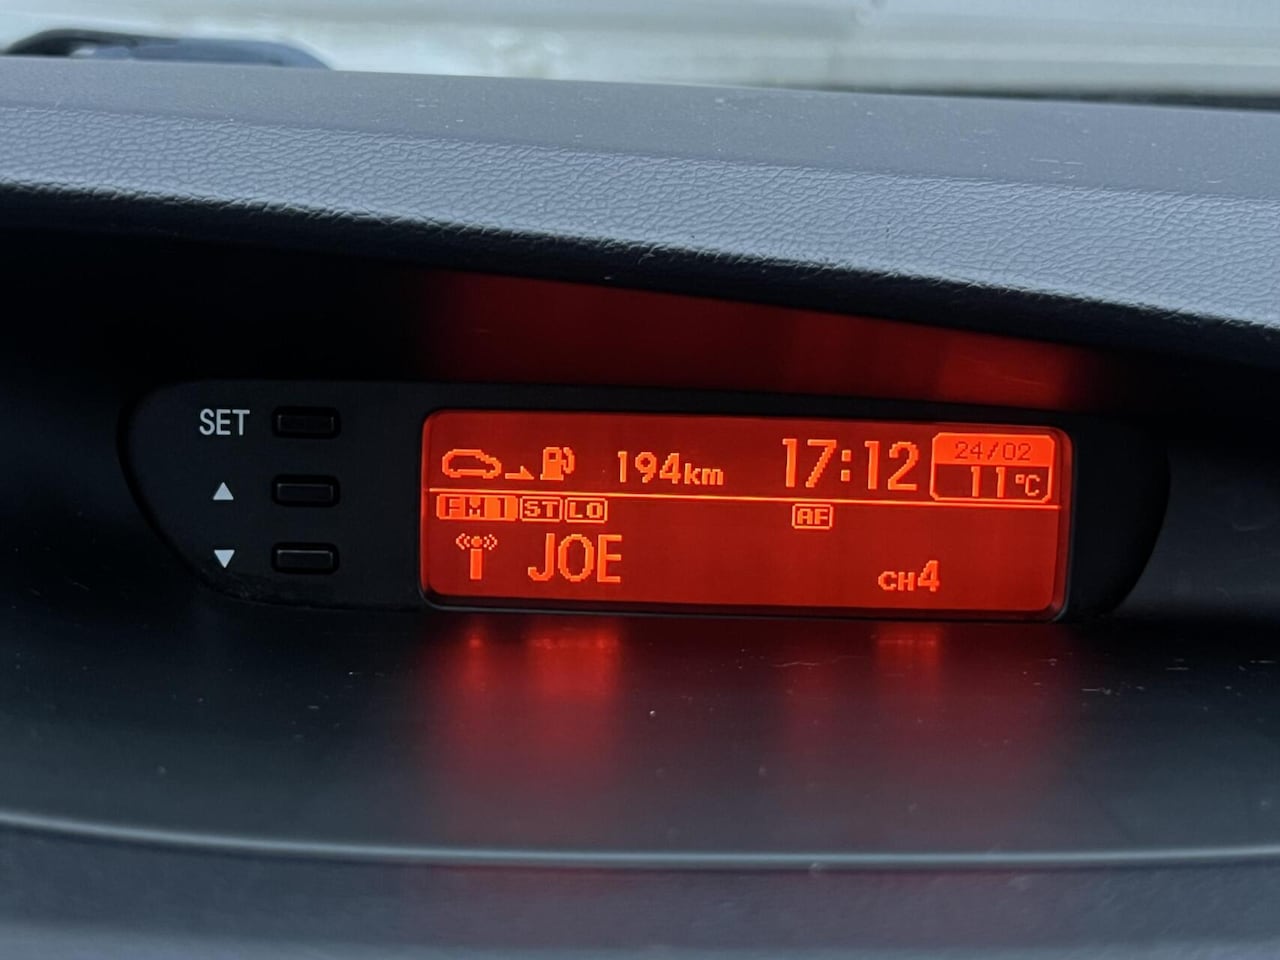 SET
194km 17:12 24/02
11°C
FM1 ST LO AF
JOE CH4